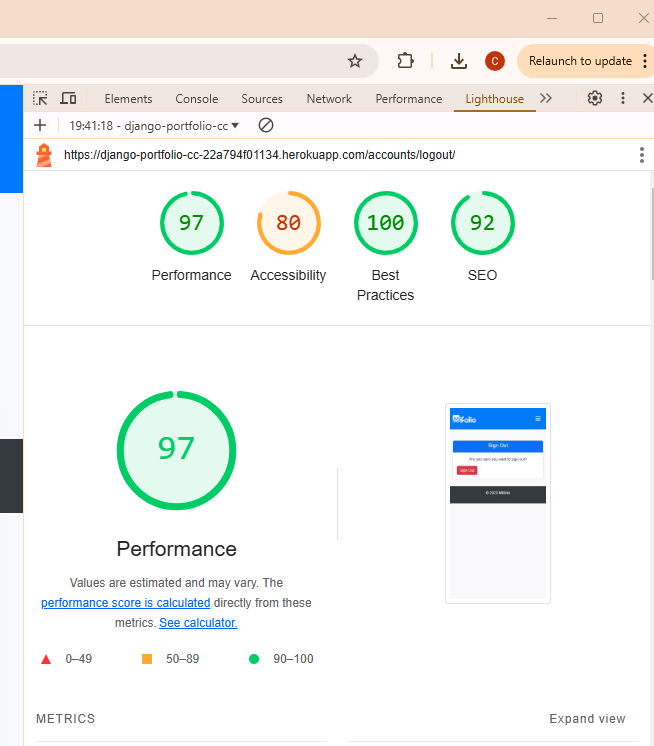 C
Relaunch to update
Elements
Console
Sources
Network
Performance
Lighthouse
19:41:18 - django-portfolio-cc
https://django-portfolio-cc-22a794f01134.herokuapp.com/accounts/logout/
97
80
100
92
Performance
Accessibility
Best
Practices
SEO
97
Performance
Values are estimated and may vary. The
performance score is calculated directly from these
metrics. See calculator.
0–49
50–89
90–100
Mifolio
Sign Out
Are you sure you want to sign out?
Sign Out
METRICS
Expand view